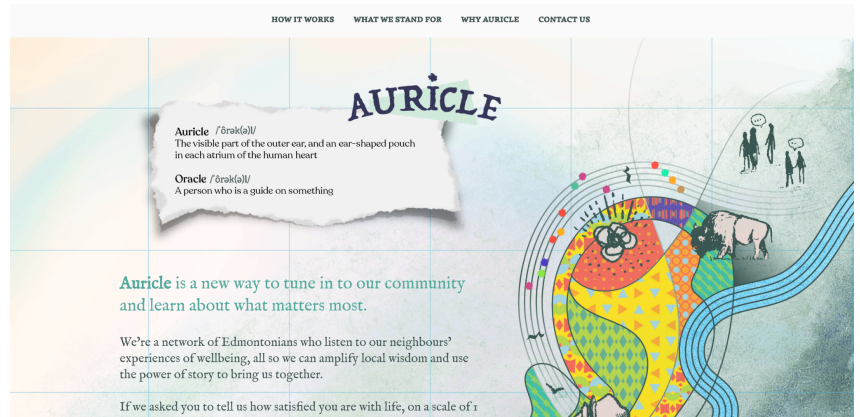 HOW IT WORKS WHAT WE STAND FOR WHY AURICLE CONTACT US
AURICLE
Auricle /ˈôrək(ə)l/
The visible part of the outer ear, and an ear-shaped pouch
in each atrium of the human heart
Oracle /ˈôrək(ə)l/
A person who is a guide on something
Auricle is a new way to tune in to our community
and learn about what matters most.
We're a network of Edmontonians who listen to our neighbours'
experiences of wellbeing, all so we can amplify local wisdom and use
the power of story to bring us together.
If we asked you to tell us how satisfied you are with life, on a scale of 1